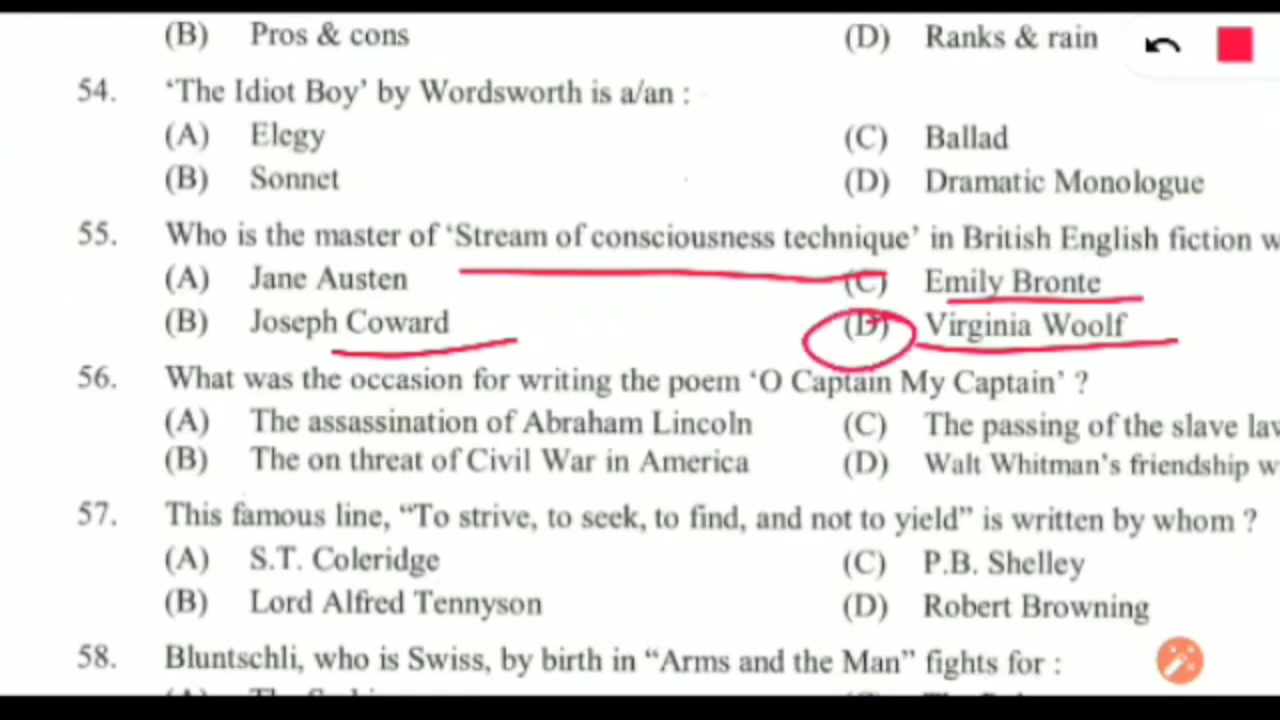 (B) Pros & cons (D) Ranks & rain
54. ‘The Idiot Boy’ by Wordsworth is a/an :
(A) Elegy (C) Ballad
(B) Sonnet (D) Dramatic Monologue
55. Who is the master of ‘Stream of consciousness technique’ in British English fiction w
(A) Jane Austen (C) Emily Bronte
(B) Joseph Coward (D) Virginia Woolf
56. What was the occasion for writing the poem ‘O Captain My Captain’ ?
(A) The assassination of Abraham Lincoln (C) The passing of the slave law
(B) The on threat of Civil War in America (D) Walt Whitman’s friendship w
57. This famous line, “To strive, to seek, to find, and not to yield” is written by whom ?
(A) S.T. Coleridge (C) P.B. Shelley
(B) Lord Alfred Tennyson (D) Robert Browning
58. Bluntschli, who is Swiss, by birth in “Arms and the Man” fights for :